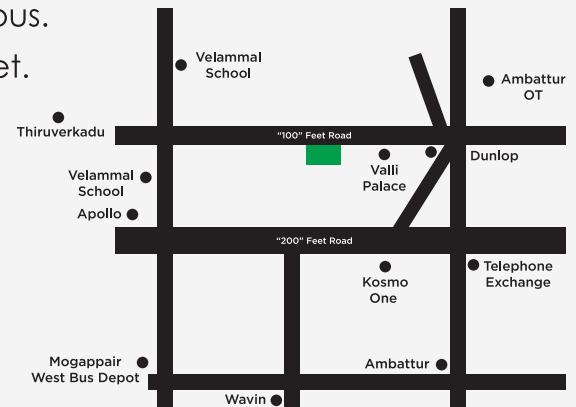 ous.
et.
Velammal
School
Ambattur
OT
Thiruverkadu
"100" Feet Road
Dunlop
Valli
Palace
Velammal
School
Apollo
"200" Feet Road
Telephone
Exchange
Kosmo
One
Mogappair
West Bus Depot
Ambattur
Wavin